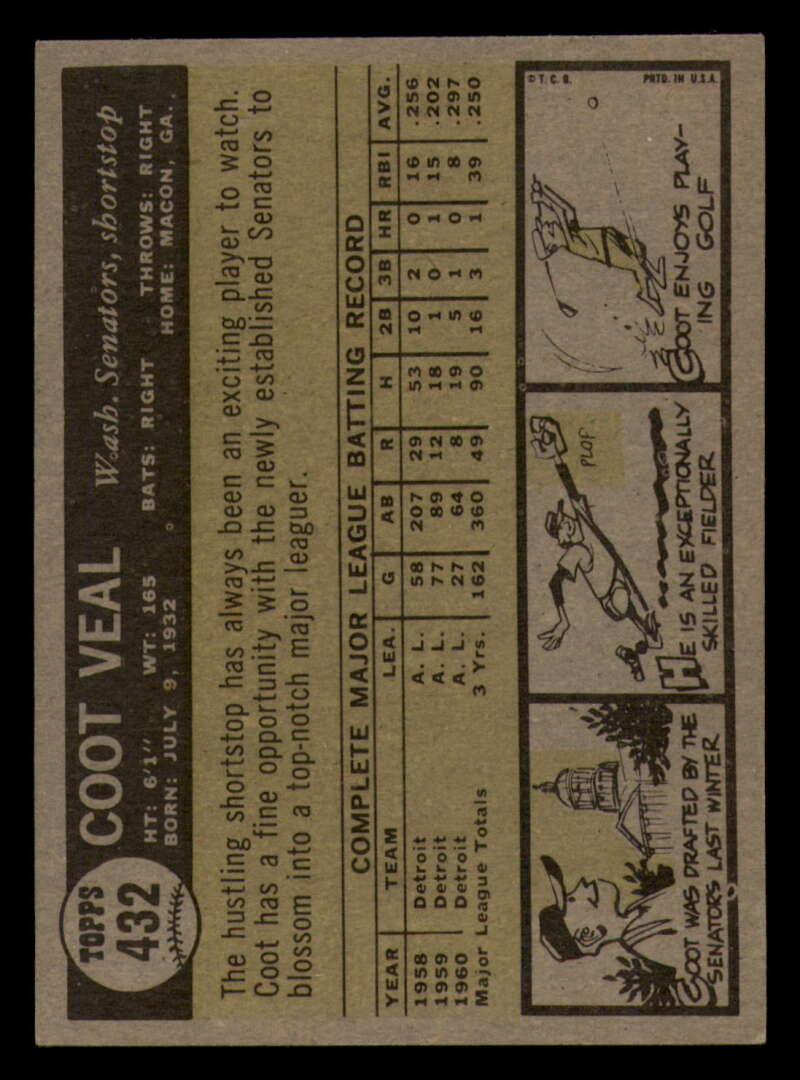 TOPPS
432
COOT VEAL Wash. Senators, shortstop
HT: 6'1" WT: 165 BATS: RIGHT THROWS: RIGHT
BORN: JULY 9, 1932 HOME: MACON, GA.
The hustling shortstop has always been an exciting player to watch.
Coot has a fine opportunity with the newly established Senators to
blossom into a top-notch major leaguer.
COMPLETE MAJOR LEAGUE BATTING RECORD
YEAR TEAM LEA. G AB R H 2B 3B HR RBI AVG.
1958 Detroit A. L. 58 207 29 53 10 2 0 16 .256
1959 Detroit A. L. 77 89 12 18 1 0 1 15 .202
1960 Detroit A. L. 27 64 8 19 5 1 0 8 .297
Major League Totals 3 Yrs. 162 360 49 90 16 3 1 39 .250
COOT WAS DRAFTED BY THE
SENATORS LAST WINTER
PLOF
HE IS AN EXCEPTIONALLY
SKILLED FIELDER
© T. C. G. PRTD. IN U.S.A.
COOT ENJOYS PLAY-
ING GOLF